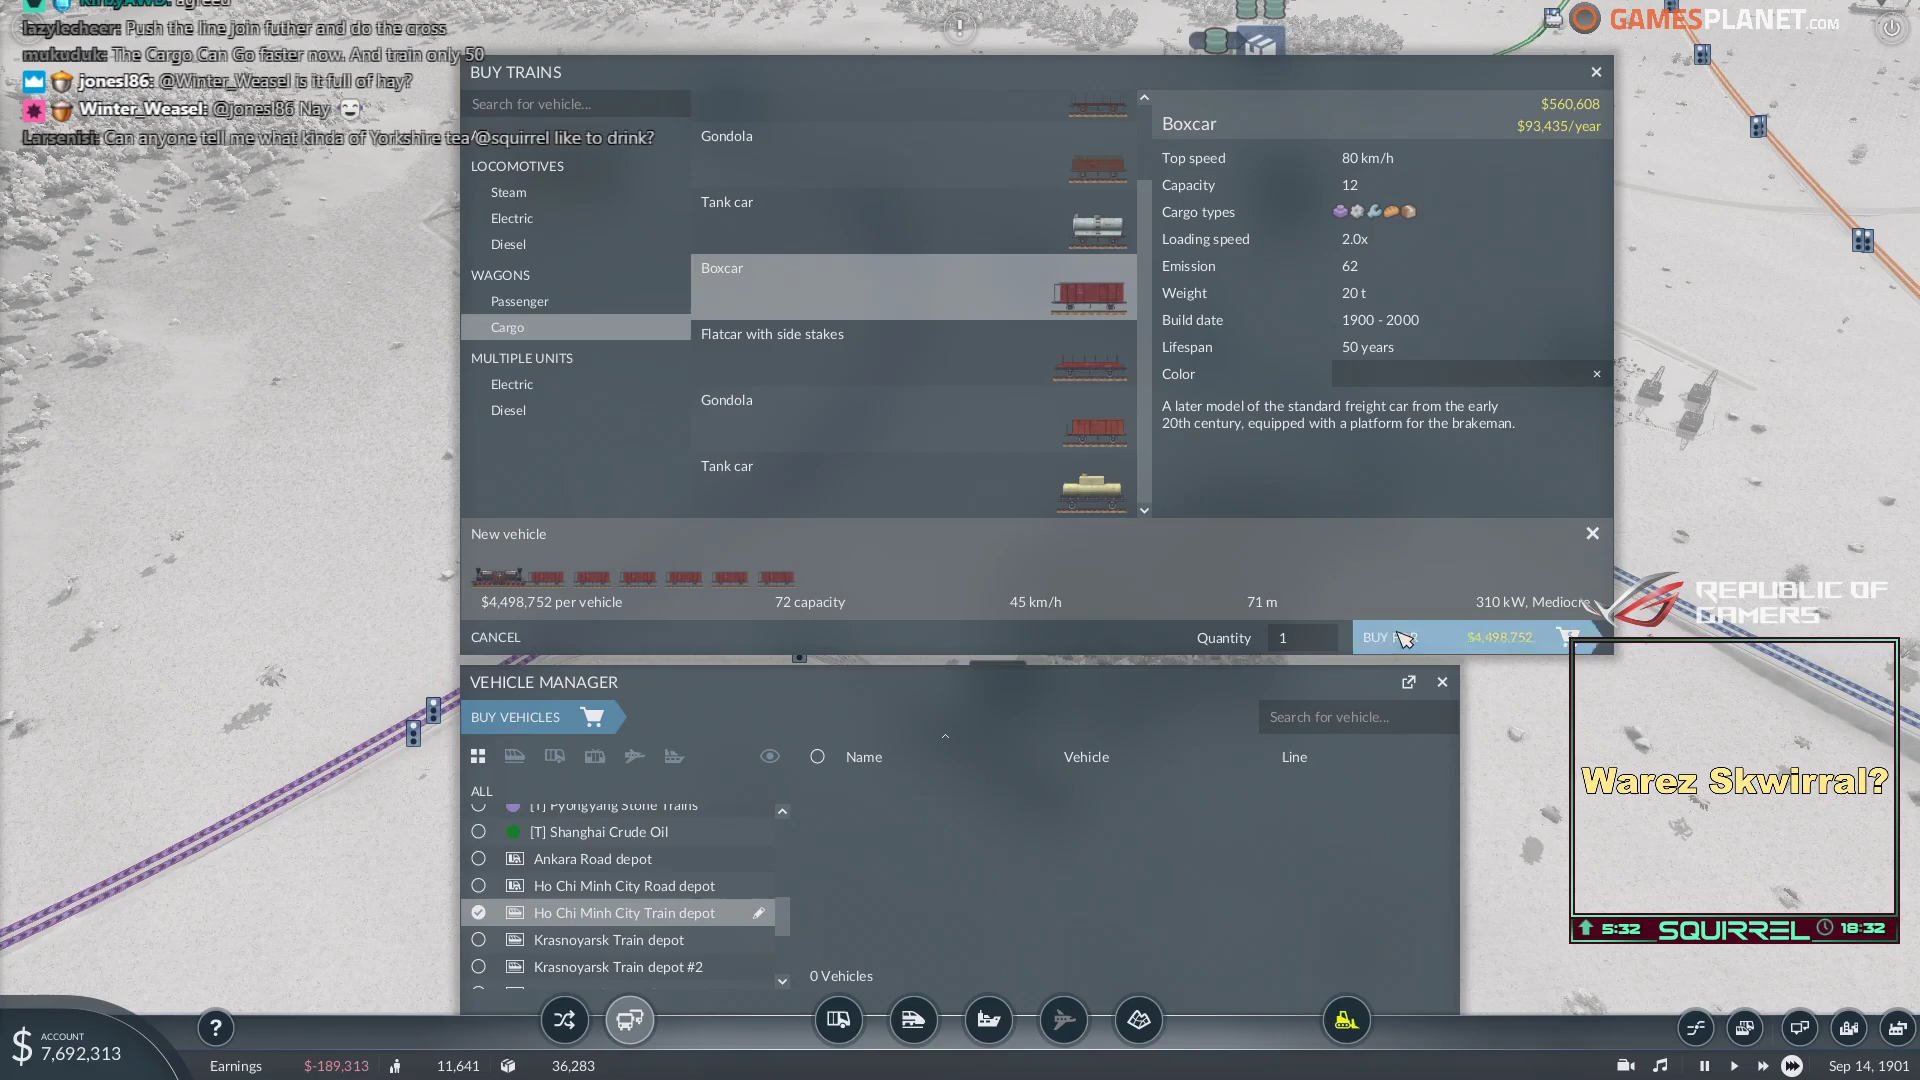 KirbyAWD: agreed
lazylecheer: Push the line join futher and do the cross
mukuduk: The Cargo Can Go faster now. And train only 50
jonesl86: @Winter_Weasel is it full of hay?
Winter_Weasel: @jonesl86 Nay
Larsenist: Can anyone tell me what kinda of Yorkshire tea @squirrel like to drink?
GAMESPLANET.COM
BUY TRAINS
Search for vehicle...
LOCOMOTIVES
Steam
Electric
Diesel
WAGONS
Passenger
Cargo
MULTIPLE UNITS
Electric
Diesel
Gondola
Tank car
Boxcar
Flatcar with side stakes
Gondola
Tank car
$560,608
Boxcar
$93,435/year
Top speed 80 km/h
Capacity 12
Cargo types
Loading speed 2.0x
Emission 62
Weight 20 t
Build date 1900 - 2000
Lifespan 50 years
Color
A later model of the standard freight car from the early
20th century, equipped with a platform for the brakeman.
New vehicle
$4,498,752 per vehicle 72 capacity 45 km/h 71 m 310 kW, Mediocre
CANCEL Quantity 1 BUY $4,498,752
REPUBLIC OF
GAMERS
VEHICLE MANAGER
BUY VEHICLES
Search for vehicle...
Name Vehicle Line
ALL
[T] Pyongyang Stone Trains
[T] Shanghai Crude Oil
Ankara Road depot
Ho Chi Minh City Road depot
Ho Chi Minh City Train depot
Krasnoyarsk Train depot
Krasnoyarsk Train depot #2
0 Vehicles
Warez Skwirral?
5:32 SQUIRREL 18:32
$ ACCOUNT
7,692,313
?
Earnings $-189,313 11,641 36,283
Sep 14, 1901